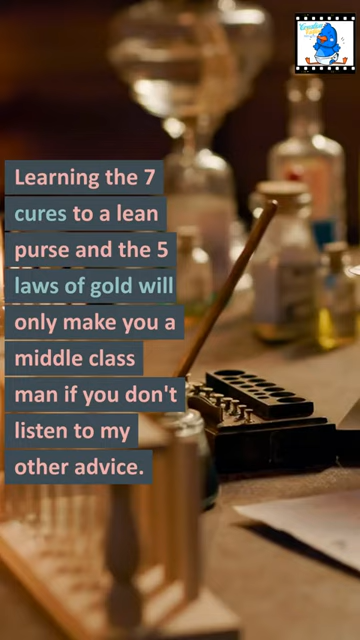 Learning the 7
cures to a lean
purse and the 5
laws of gold will
only make you a
middle class
man if you don't
listen to my
other advice.